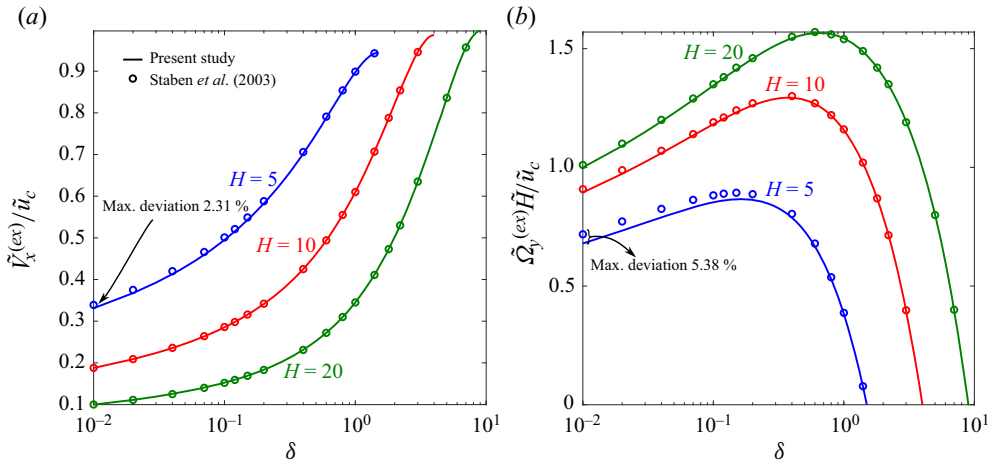 (a)
(b)
Present study
Staben et al. (2003)
H = 5
H = 10
H = 20
Max. deviation 2.31 %
Ṽx(ex)/ũc
0.9
0.8
0.7
0.6
0.5
0.4
0.3
0.2
0.1
10−2 10−1 100 101
δ
H = 20
H = 10
H = 5
Max. deviation 5.38 %
Ω̃y(ex)H̃/ũc
1.5
1.0
0.5
0
10−2 10−1 100 101
δ